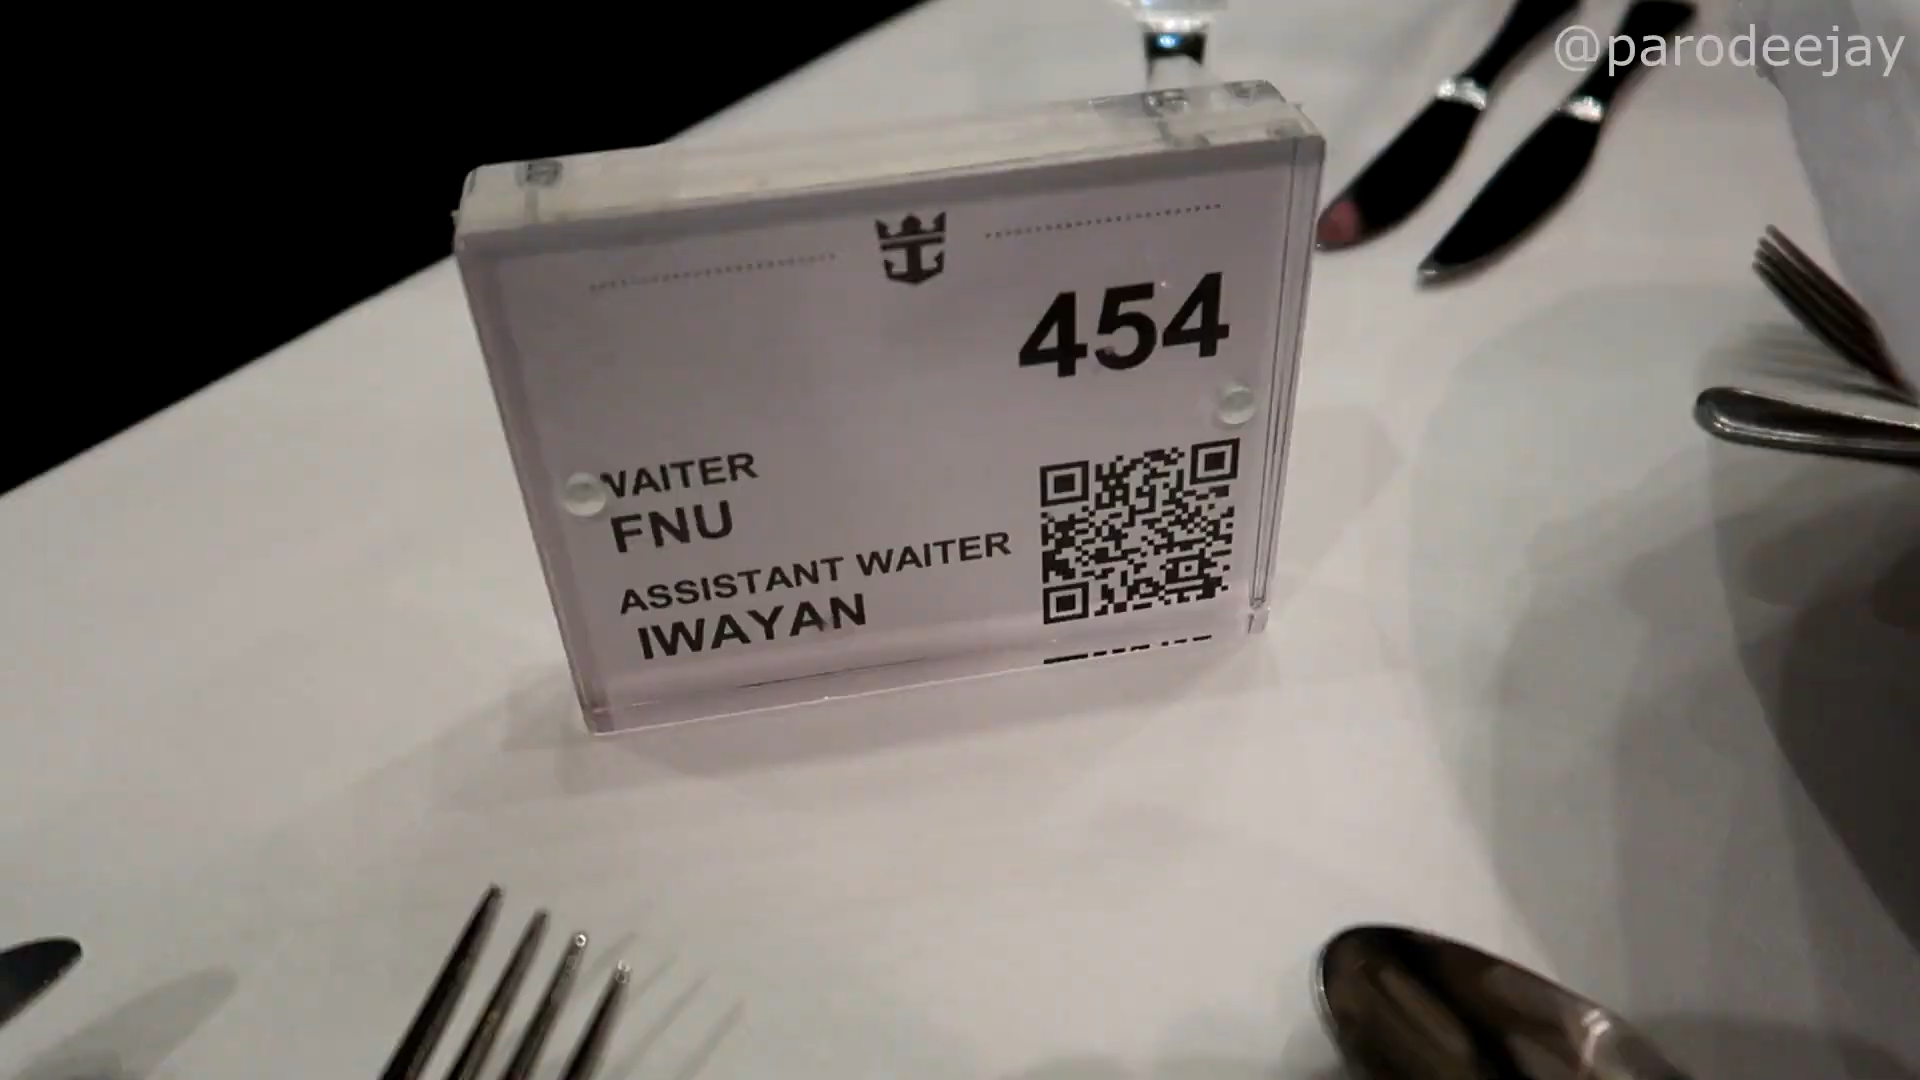 @parodeejay
454
WAITER
FNU
ASSISTANT WAITER
IWAYAN